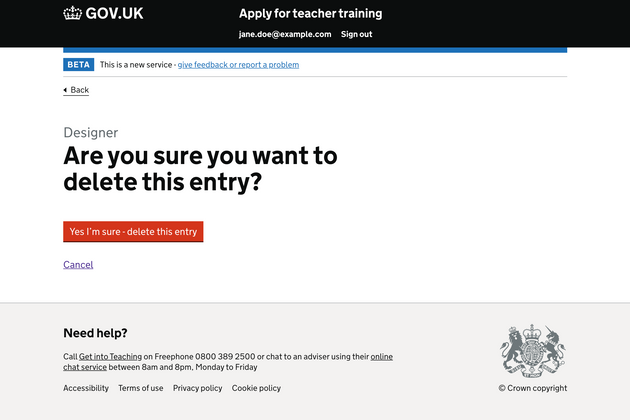 GOV.UK
Apply for teacher training
jane.doe@example.com Sign out
BETA This is a new service - give feedback or report a problem
Back
Designer
Are you sure you want to
delete this entry?
Yes I'm sure - delete this entry
Cancel
Need help?
Call Get into Teaching on Freephone 0800 389 2500 or chat to an adviser using their online
chat service between 8am and 8pm, Monday to Friday
Accessibility Terms of use Privacy policy Cookie policy
© Crown copyright